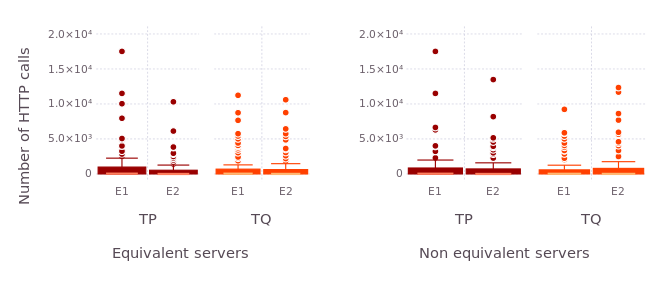 Number of HTTP calls
2.0×10⁴ 2.0×10⁴
1.5×10⁴ 1.5×10⁴
1.0×10⁴ 1.0×10⁴
5.0×10³ 5.0×10³
0 0
E1 E2 E1 E2 E1 E2 E1 E2
TP TQ TP TQ
Equivalent servers Non equivalent servers